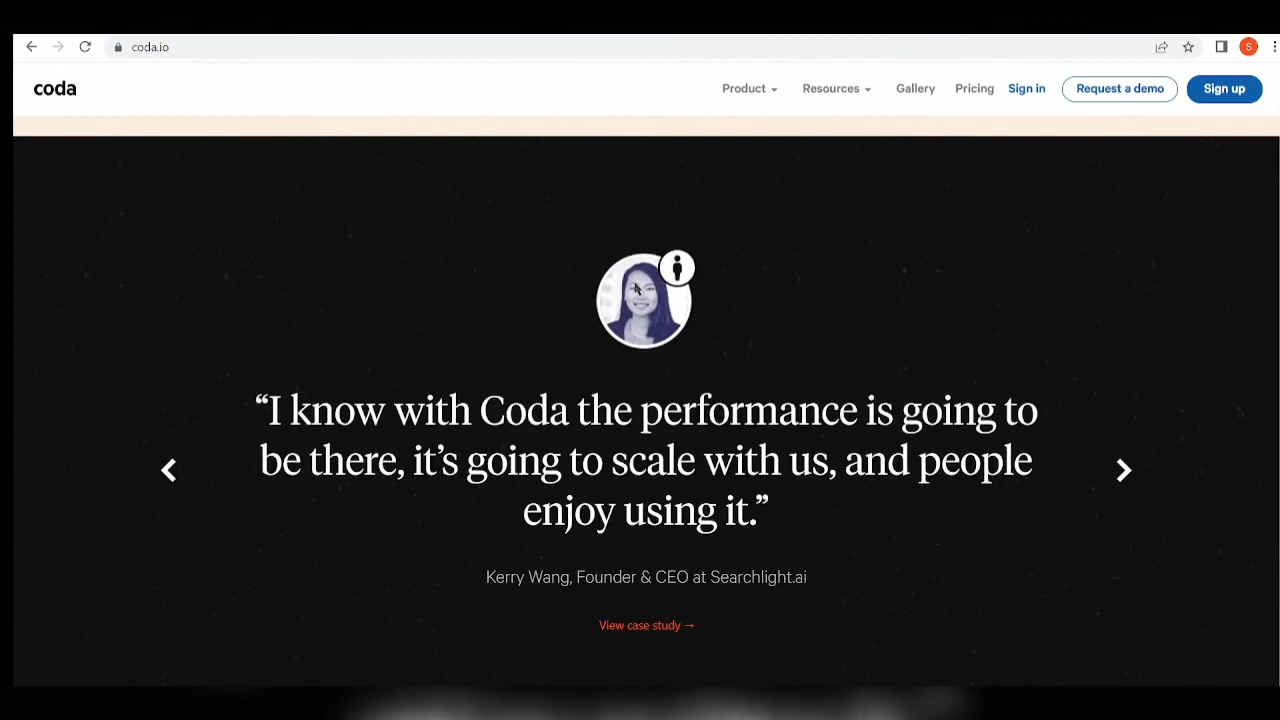 coda.io
S
coda
Product
Resources
Gallery
Pricing
Sign in
Request a demo
Sign up
“I know with Coda the performance is going to
be there, it’s going to scale with us, and people
enjoy using it.”
Kerry Wang, Founder & CEO at Searchlight.ai
View case study →